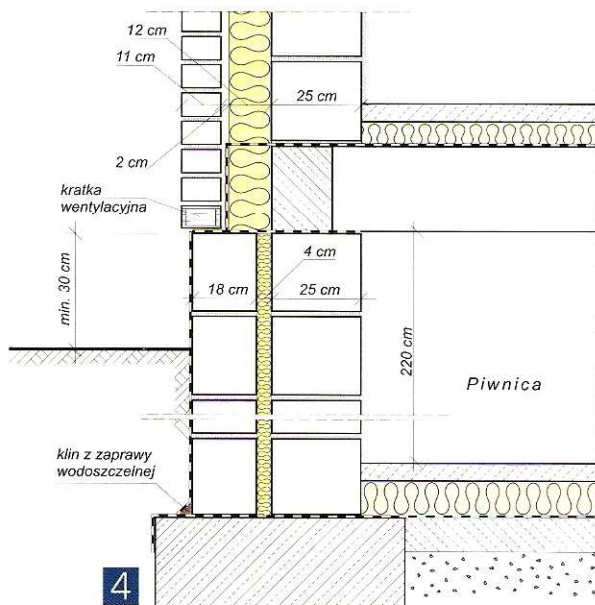 12 cm
11 cm
25 cm
2 cm
kratka
wentylacyjna
4 cm
18 cm
25 cm
min. 30 cm
220 cm
Piwnica
klin z zaprawy
wodoszczelnej
4